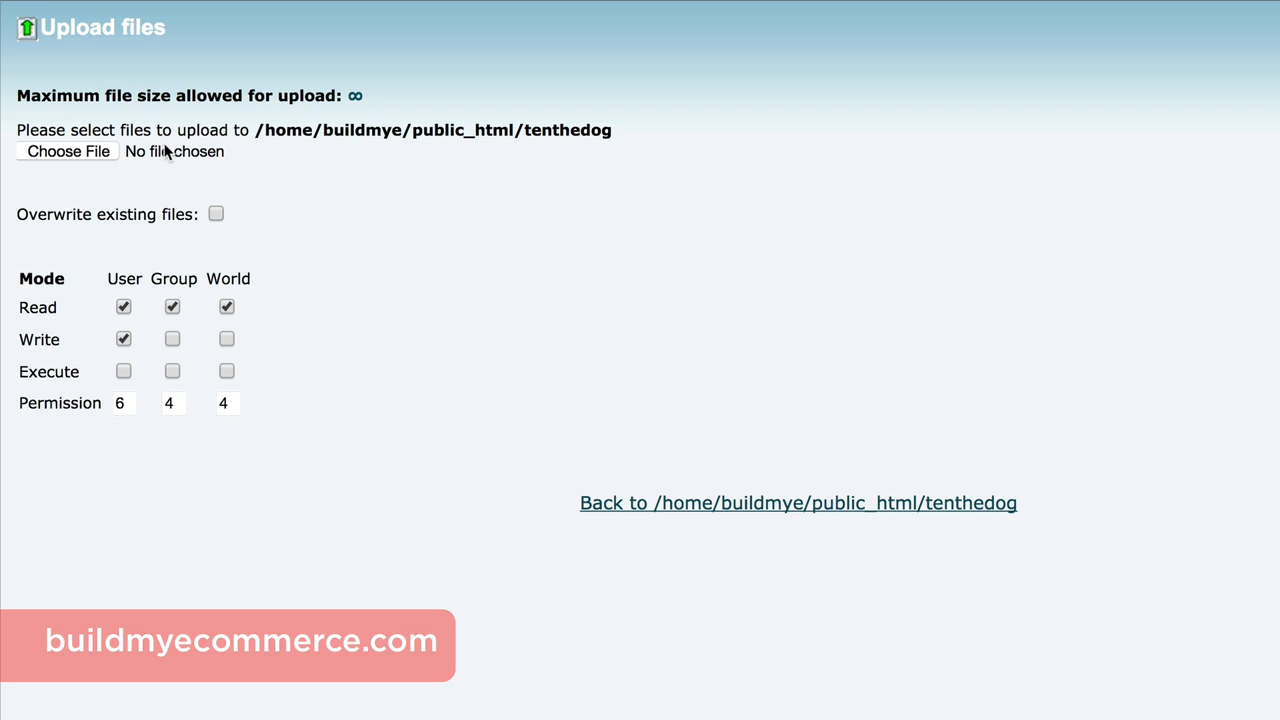 Upload files
Maximum file size allowed for upload: ∞
Please select files to upload to /home/buildmye/public_html/tenthedog
Choose File No file chosen
Overwrite existing files:
Mode User Group World
Read
Write
Execute
Permission 6 4 4
Back to /home/buildmye/public_html/tenthedog
buildmyecommerce.com